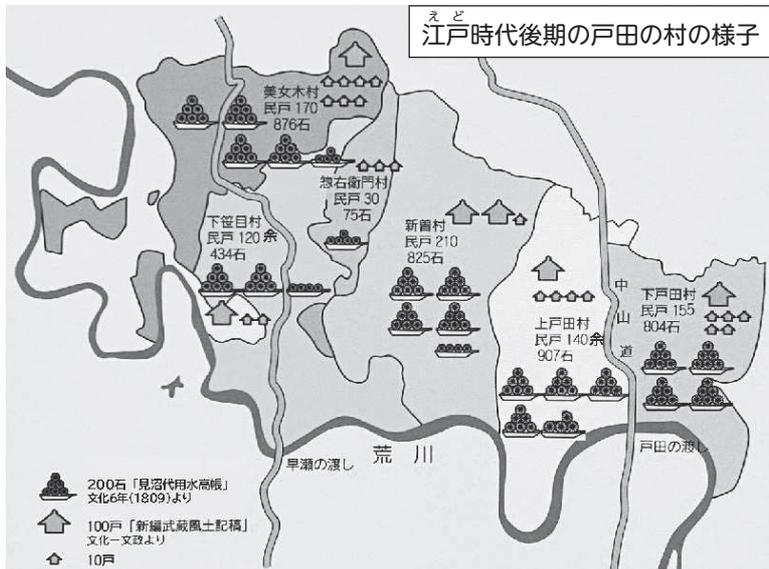 えど
江戸時代後期の戸田の村の様子
美女木村
民戸 170
876石
惣右衛門村
民戸 30
75石
下笹目村
民戸 120余
434石
新曽村
民戸 210
825石
上戸田村
民戸 140余
907石
中山道
下戸田村
民戸 155
804石
早瀬の渡し
荒川
戸田の渡し
200石「見沼代用水高帳」
文化6年(1809)より
100戸「新編武蔵風土記稿」
文化ー文政より
10戸